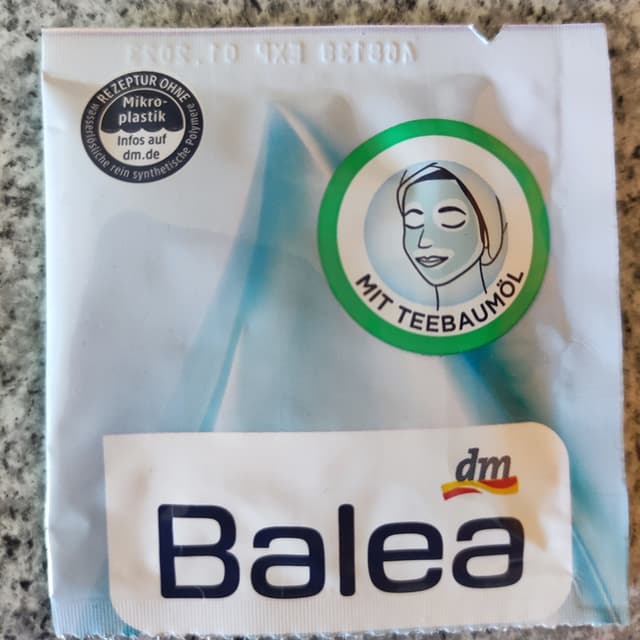 REZEPTUR OHNE
Mikro-
plastik
Infos auf
dm.de
wasserlösliche rein synthetische Polymere
MIT TEEBAUMÖL
dm
Balea